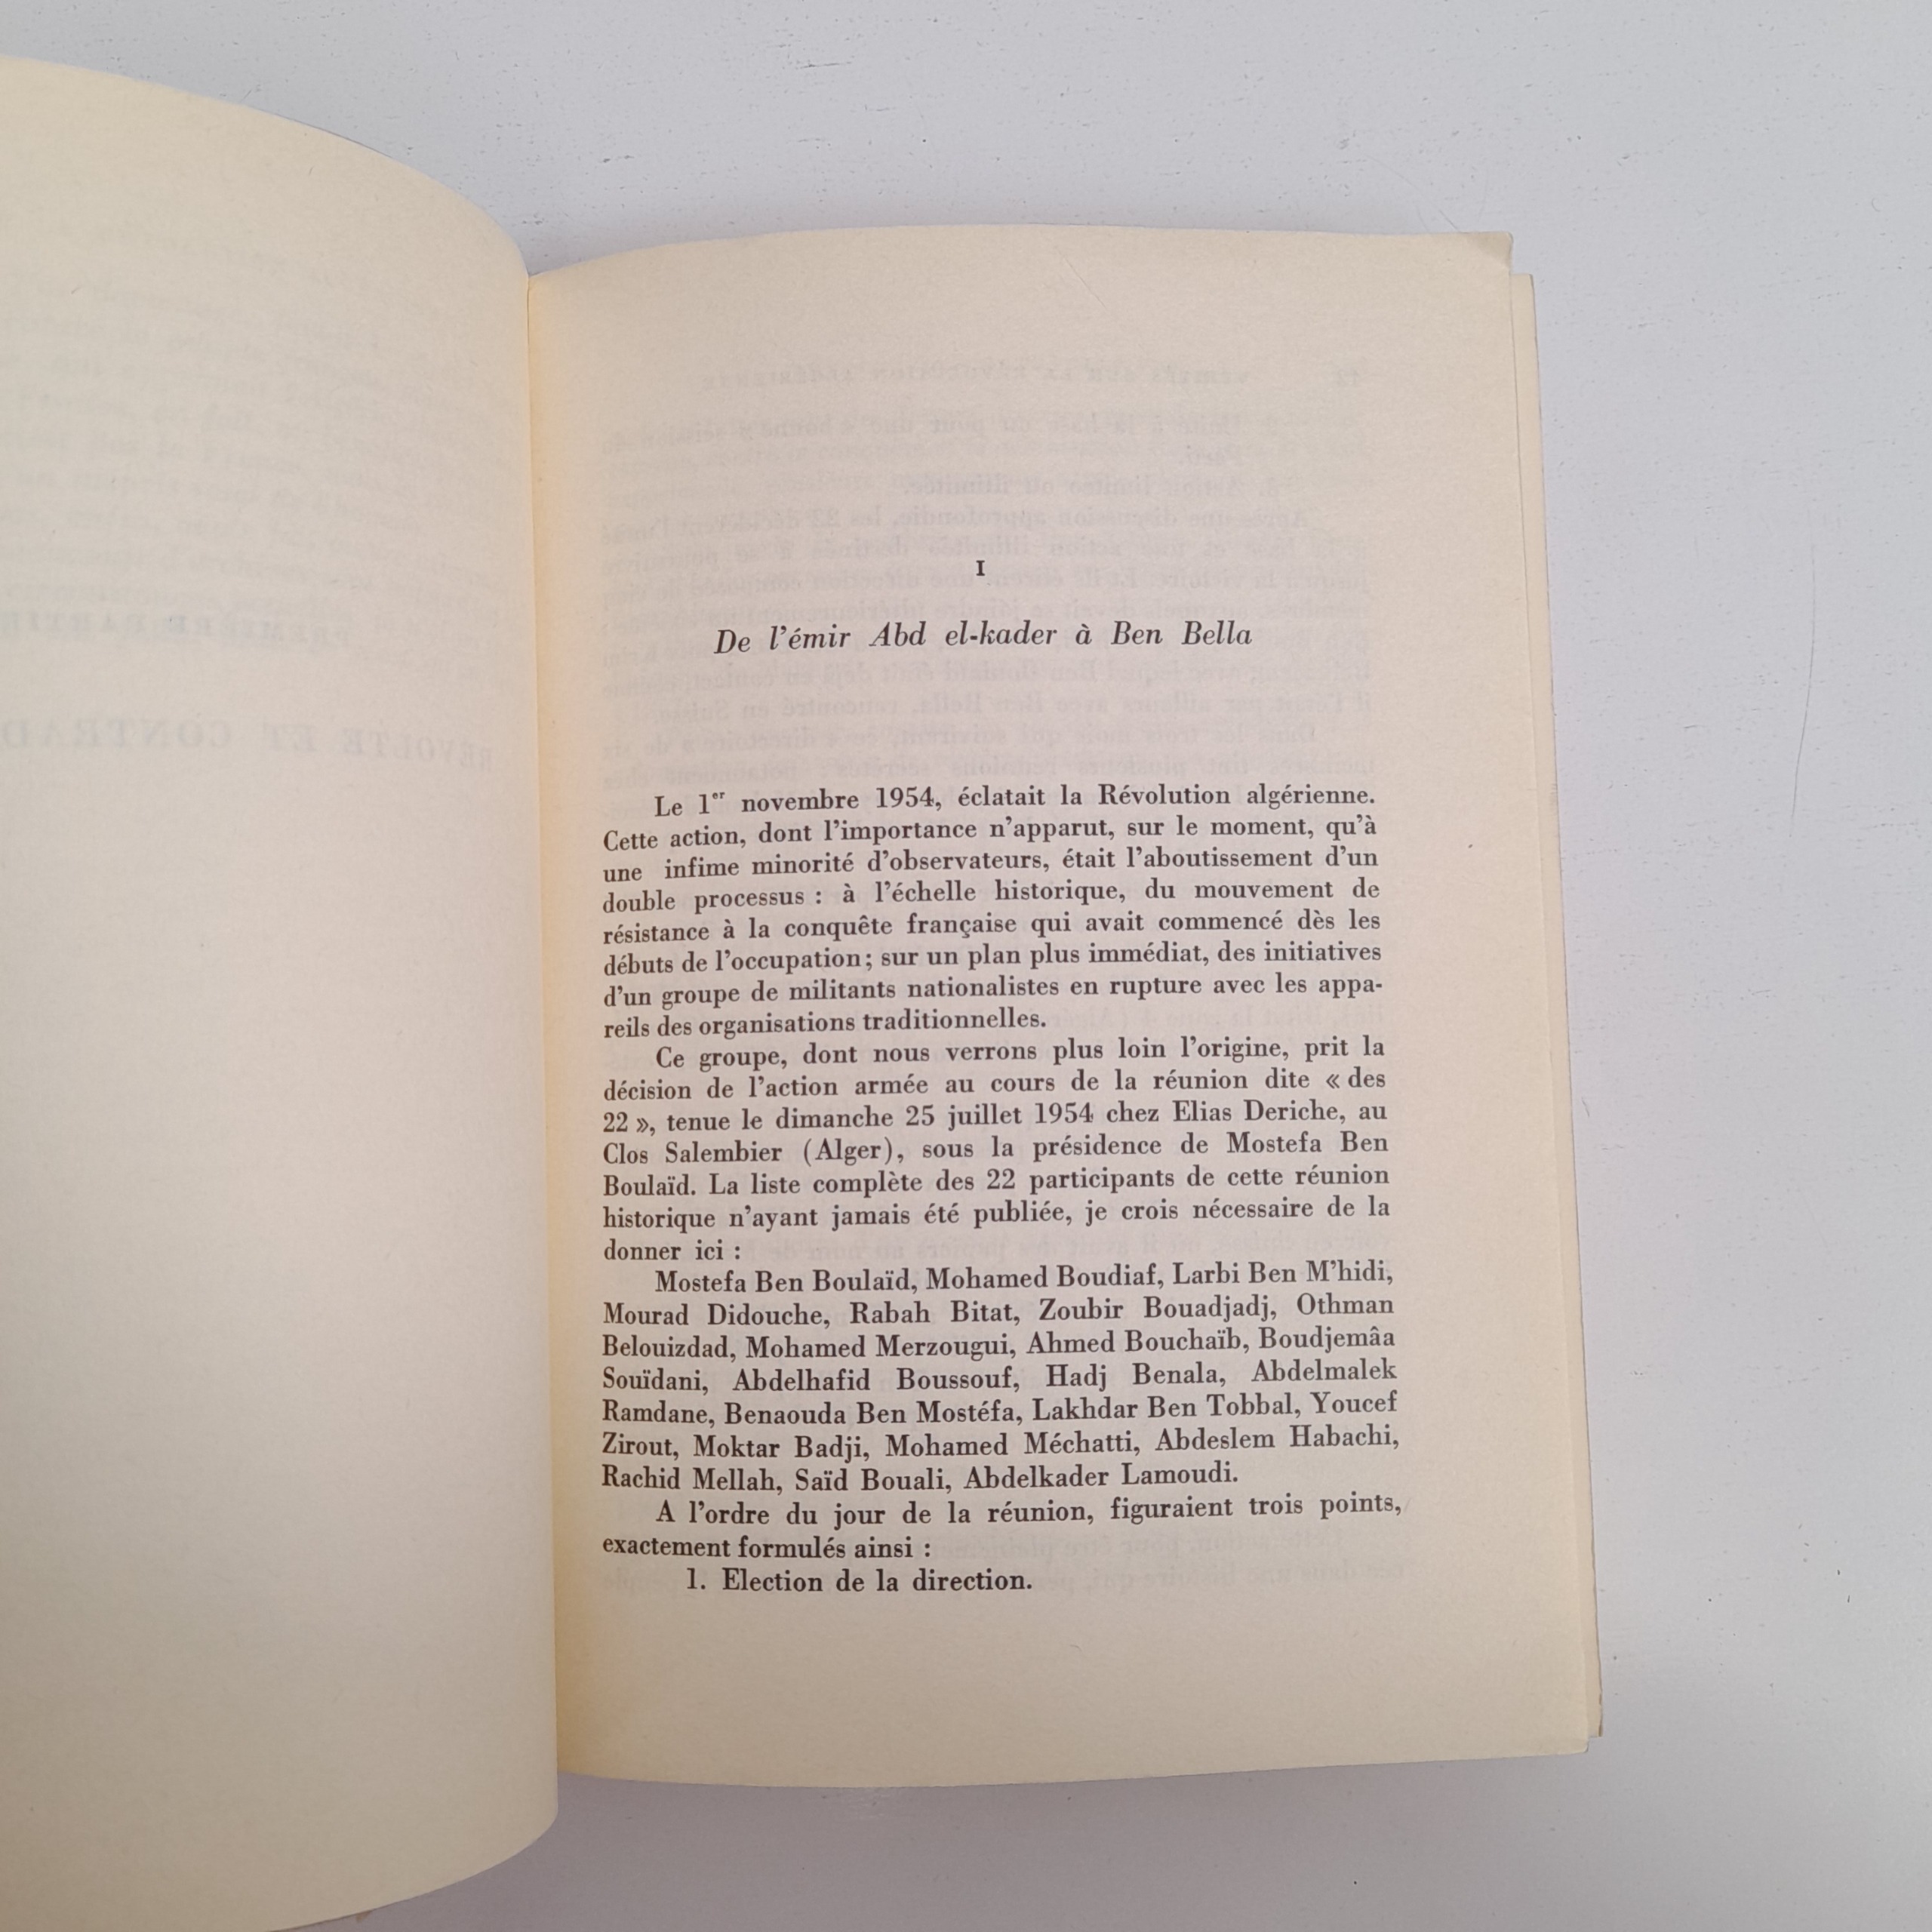 I
De l'émir Abd el-kader à Ben Bella
Le 1er novembre 1954, éclatait la Révolution algérienne.
Cette action, dont l'importance n'apparut, sur le moment, qu'à
une infime minorité d'observateurs, était l'aboutissement d'un
double processus : à l'échelle historique, du mouvement de
résistance à la conquête française qui avait commencé dès les
débuts de l'occupation ; sur un plan plus immédiat, des initiatives
d'un groupe de militants nationalistes en rupture avec les appa-
reils des organisations traditionnelles.
Ce groupe, dont nous verrons plus loin l'origine, prit la
décision de l'action armée au cours de la réunion dite « des
22 », tenue le dimanche 25 juillet 1954 chez Elias Deriche, au
Clos Salembier (Alger), sous la présidence de Mostefa Ben
Boulaïd. La liste complète des 22 participants de cette réunion
historique n'ayant jamais été publiée, je crois nécessaire de la
donner ici :
Mostefa Ben Boulaïd, Mohamed Boudiaf, Larbi Ben M'hidi,
Mourad Didouche, Rabah Bitat, Zoubir Bouadjadj, Othman
Belouizdad, Mohamed Merzougui, Ahmed Bouchaïb, Boudjemâa
Souïdani, Abdelhafid Boussouf, Hadj Benala, Abdelmalek
Ramdane, Benaouda Ben Mostéfa, Lakhdar Ben Tobbal, Youcef
Zirout, Moktar Badji, Mohamed Méchatti, Abdeslem Habachi,
Rachid Mellah, Saïd Bouali, Abdelkader Lamoudi.
A l'ordre du jour de la réunion, figuraient trois points,
exactement formulés ainsi :
1. Election de la direction.